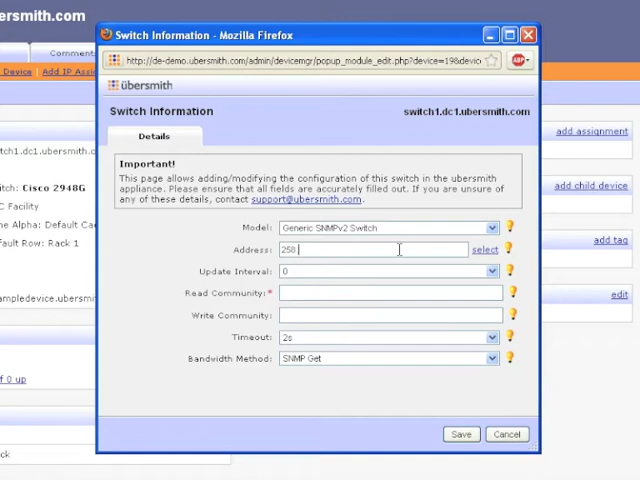 bersmith.com
Switch Information - Mozilla Firefox
http://de-demo.ubersmith.com/admin/devicemgr/popup_module_edit.php?device=19&devic
ABP
übersmith
Switch Information
switch1.dc1.ubersmith.com
Details
Important!
This page allows adding/modifying the configuration of this switch in the ubersmith
appliance. Please ensure that all fields are accurately filled out. If you are unsure of
any of these details, contact support@ubersmith.com.
Model: Generic SNMPv2 Switch
Address: 258 select
Update Interval: 0
Read Community:*
Write Community:
Timeout: 2s
Bandwidth Method: SNMP Get
Save Cancel
Comment
Device Add IP Assig
tch1.dc1.ubersmith
tch: Cisco 2948G
C Facility
ne Alpha: Default Ca
efault Row: Rack 1
ampledevice.ubersmi
of 0 up
ck
add assignment
add child device
add tag
edit